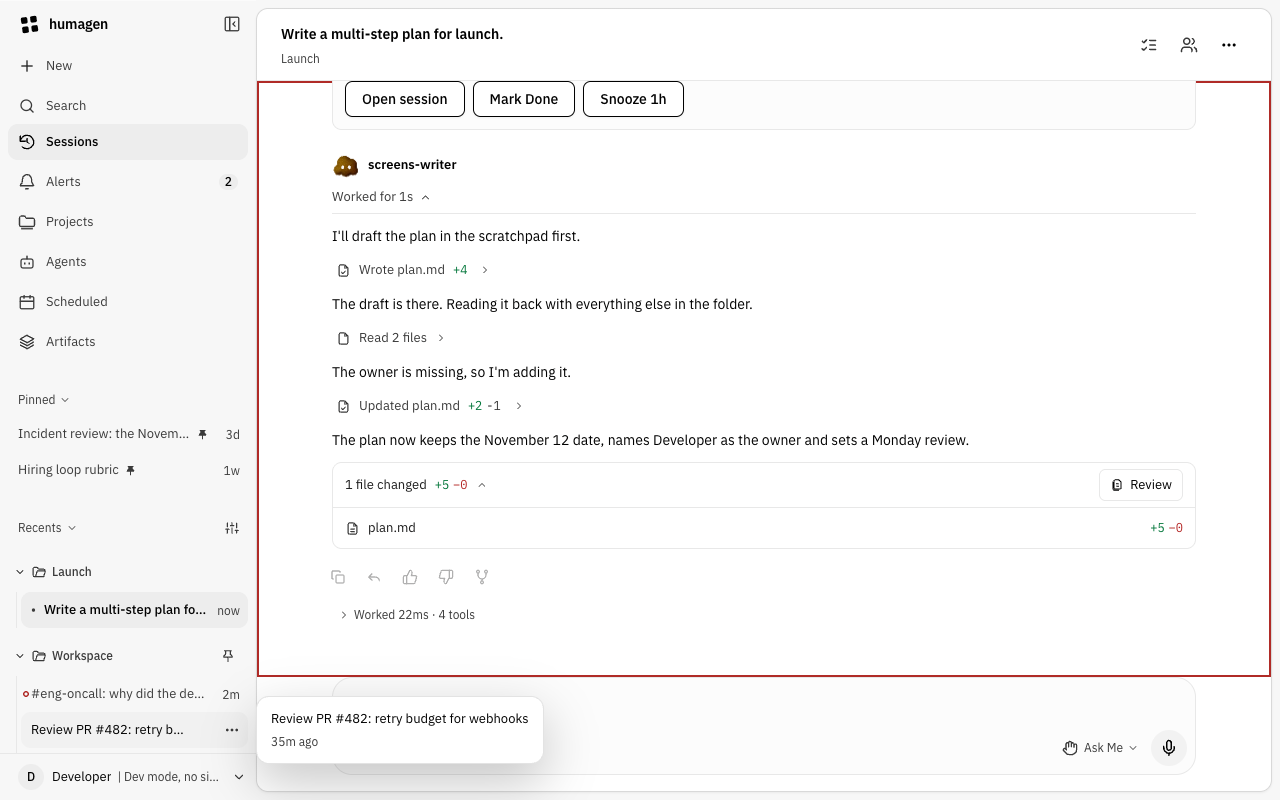 humagen
New
Search
Sessions
Alerts
2
Projects
Agents
Scheduled
Artifacts
Pinned
Incident review: the Novem…
3d
Hiring loop rubric
1w
Recents
Launch
Write a multi-step plan fo…
now
Workspace
#eng-oncall: why did the de…
2m
Review PR #482: retry b…
D
Developer
| Dev mode, no si…
Write a multi-step plan for launch.
Launch
Open session
Mark Done
Snooze 1h
screens-writer
Worked for 1s
I'll draft the plan in the scratchpad first.
Wrote plan.md +4
The draft is there. Reading it back with everything else in the folder.
Read 2 files
The owner is missing, so I'm adding it.
Updated plan.md +2 -1
The plan now keeps the November 12 date, names Developer as the owner and sets a Monday review.
1 file changed +5 −0
Review
plan.md
+5 −0
Worked 22ms · 4 tools
Review PR #482: retry budget for webhooks
35m ago
Ask Me